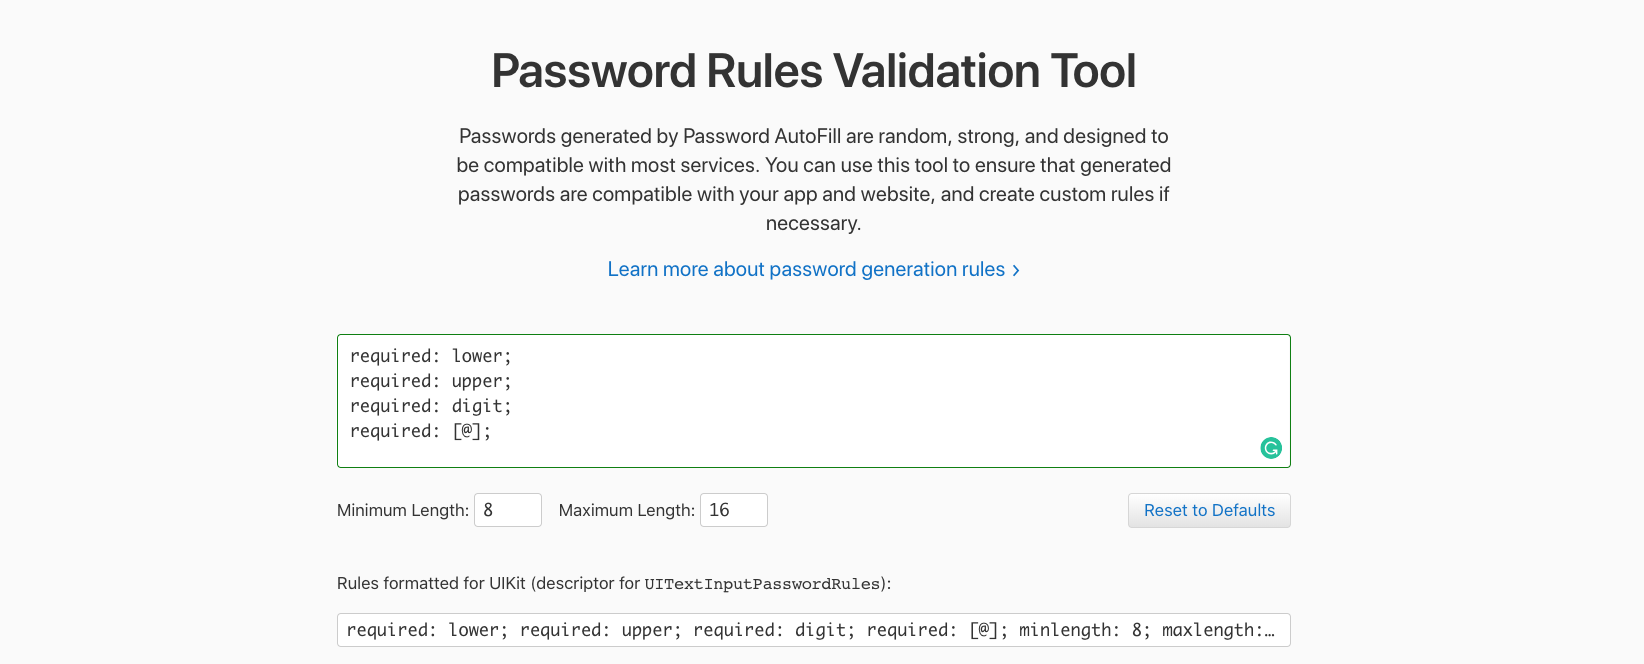 Password Rules Validation Tool
Passwords generated by Password AutoFill are random, strong, and designed to
be compatible with most services. You can use this tool to ensure that generated
passwords are compatible with your app and website, and create custom rules if
necessary.
Learn more about password generation rules ›
required: lower;
required: upper;
required: digit;
required: [@];
Minimum Length: 8 Maximum Length: 16 Reset to Defaults
Rules formatted for UIKit (descriptor for UITextInputPasswordRules):
required: lower; required: upper; required: digit; required: [@]; minlength: 8; maxlength:…